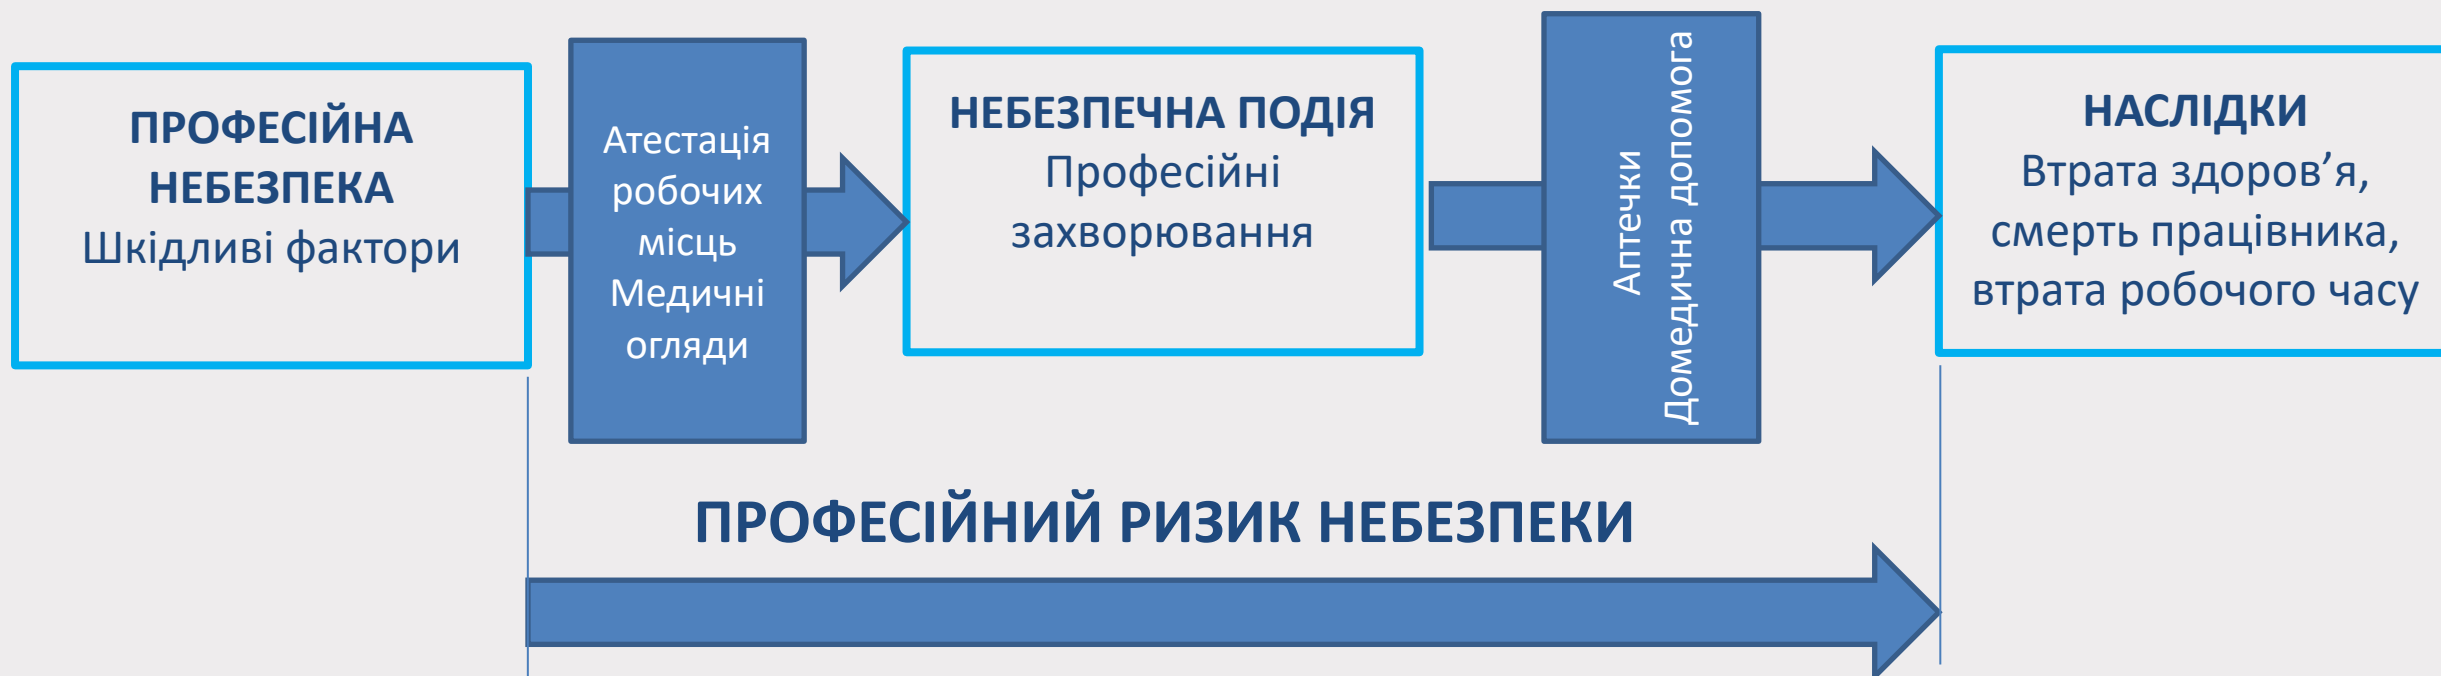 ПРОФЕСІЙНА
НЕБЕЗПЕКА
Шкідливі фактори
Атестація
робочих
місць
Медичні
огляди
НЕБЕЗПЕЧНА ПОДІЯ
Професійні
захворювання
Аптечки
Домедична допомога
НАСЛІДКИ
Втрата здоров’я,
смерть працівника,
втрата робочого часу
ПРОФЕСІЙНИЙ РИЗИК НЕБЕЗПЕКИ